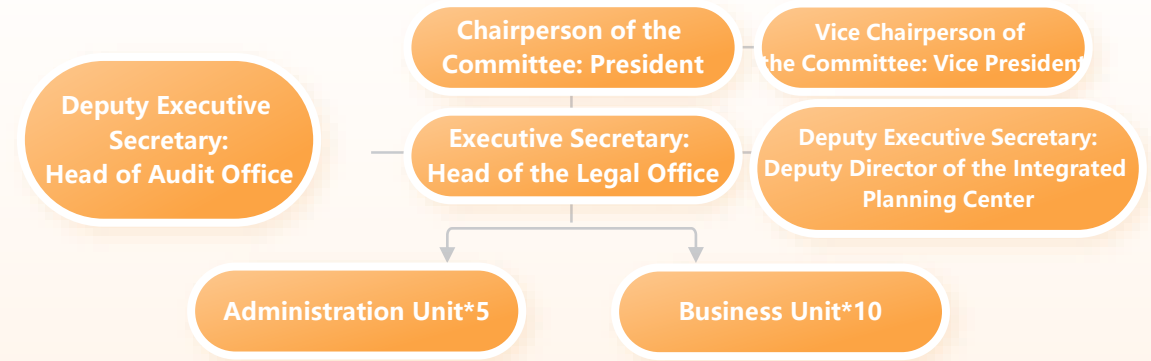 Chairperson of the
Committee: President
Vice Chairperson of
the Committee: Vice President
Deputy Executive
Secretary:
Head of Audit Office
Executive Secretary:
Head of the Legal Office
Deputy Executive Secretary:
Deputy Director of the Integrated
Planning Center
Administration Unit*5
Business Unit*10